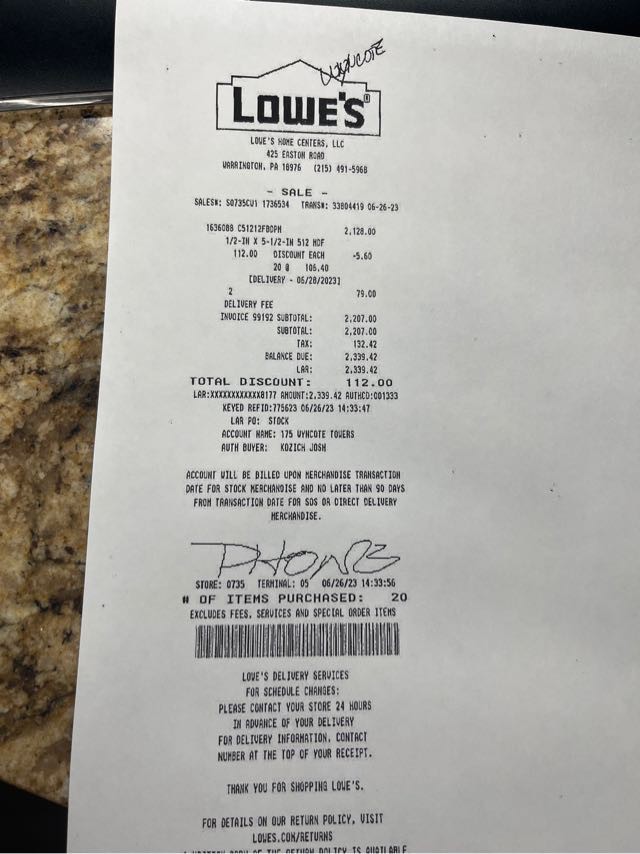 WYNCOTE
LOWE'S®
LOWE'S HOME CENTERS, LLC
425 EASTON ROAD
WARRINGTON, PA 18976 (215) 491-5968
- SALE -
SALES#: S0735CU1 1736534 TRANS#: 33804419 06-26-23
1636088 C51212FBDPM 2,128.00
1/2-IN X 5-1/2-IN 512 MDF
112.00 DISCOUNT EACH -5.60
20 @ 106.40
[DELIVERY - 06/28/2023]
2 79.00
DELIVERY FEE
INVOICE 99192 SUBTOTAL: 2,207.00
SUBTOTAL: 2,207.00
TAX: 132.42
BALANCE DUE: 2,339.42
LAR: 2,339.42
TOTAL DISCOUNT: 112.00
LAR:XXXXXXXXXXXX8177 AMOUNT:2,339.42 AUTHCD:001333
KEYED REFID:775623 06/26/23 14:33:47
LAR PO: STOCK
ACCOUNT NAME: 175 WYNCOTE TOWERS
AUTH BUYER: KOZICH JOSH
ACCOUNT WILL BE BILLED UPON MERCHANDISE TRANSACTION
DATE FOR STOCK MERCHANDISE AND NO LATER THAN 90 DAYS
FROM TRANSACTION DATE FOR SOS OR DIRECT DELIVERY
MERCHANDISE.
PHONE
STORE: 0735 TERMINAL: 05 06/26/23 14:33:56
# OF ITEMS PURCHASED: 20
EXCLUDES FEES, SERVICES AND SPECIAL ORDER ITEMS
LOWE'S DELIVERY SERVICES
FOR SCHEDULE CHANGES:
PLEASE CONTACT YOUR STORE 24 HOURS
IN ADVANCE OF YOUR DELIVERY
FOR DELIVERY INFORMATION, CONTACT
NUMBER AT THE TOP OF YOUR RECEIPT.
THANK YOU FOR SHOPPING LOWE'S.
FOR DETAILS ON OUR RETURN POLICY, VISIT
LOWES.COM/RETURNS
A WRITTEN COPY OF THE RETURN POLICY IS AVAILABLE